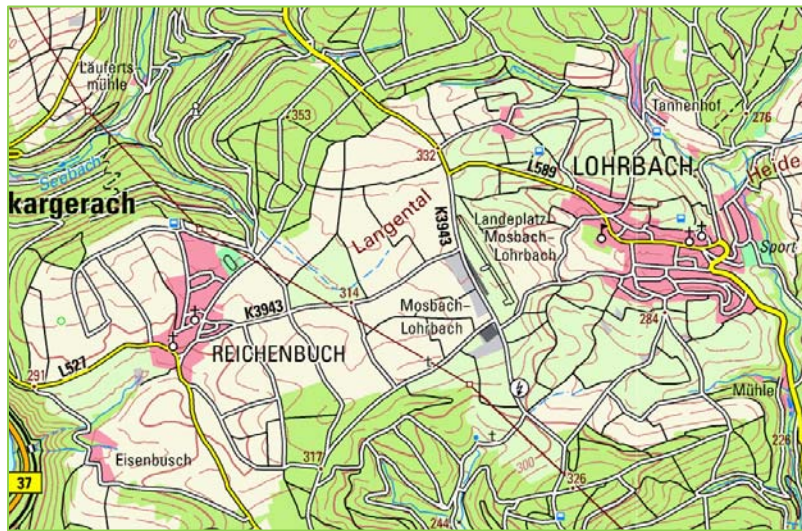 Läuferts-
mühle
353
Tannenhof
276
332
Seebach
L589
LOHRBACH
Heide
kargerach
Langental
K3943
Landeplatz
Mosbach-
Lohrbach
Sport
314
K3943
Mosbach-
Lohrbach
284
REICHENBUCH
L527
291
Mühle
226
Eisenbusch
317
300
326
37
244